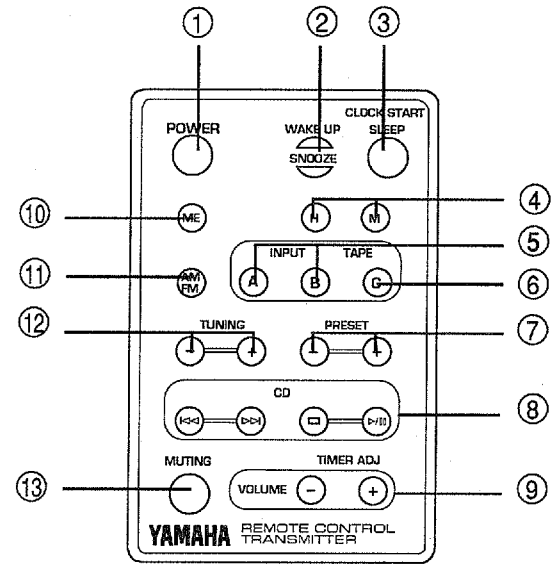 ① ② ③
CLOCK START
POWER WAKE UP SLEEP
SNOOZE
⑩ ME H M ④
INPUT TAPE ⑤
⑪ AM FM A B C ⑥
⑫ TUNING PRESET ⑦
− + − +
CD ⑧
MUTING TIMER ADJ
⑬ VOLUME − + ⑨
YAMAHA REMOTE CONTROL
TRANSMITTER